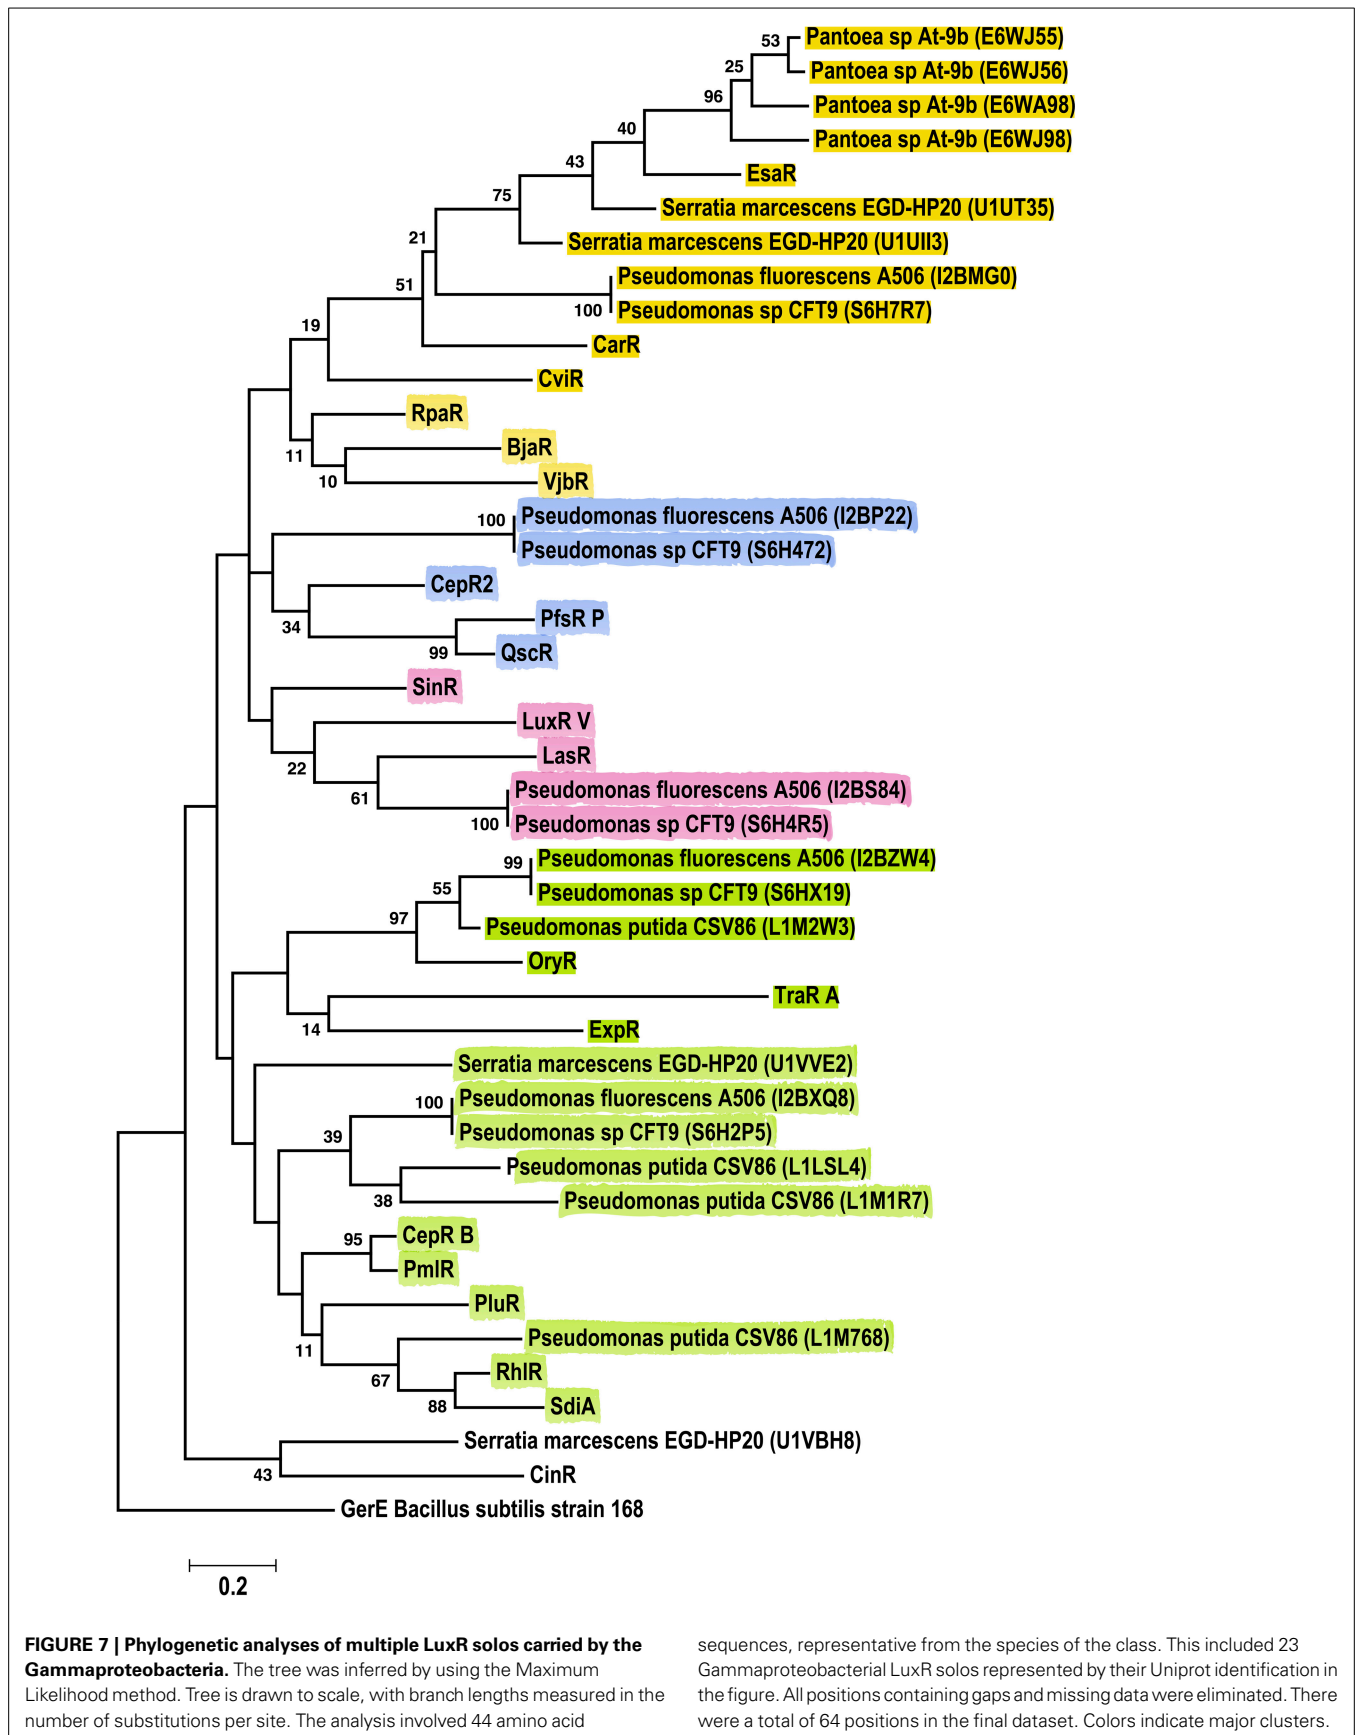 53
Pantoea sp At-9b (E6WJ55)
25
Pantoea sp At-9b (E6WJ56)
96
Pantoea sp At-9b (E6WA98)
40
Pantoea sp At-9b (E6WJ98)
43
EsaR
75
Serratia marcescens EGD-HP20 (U1UT35)
21
Serratia marcescens EGD-HP20 (U1UII3)
51
Pseudomonas fluorescens A506 (I2BMG0)
100
Pseudomonas sp CFT9 (S6H7R7)
19
CarR
CviR
RpaR
11
BjaR
10
VjbR
100
Pseudomonas fluorescens A506 (I2BP22)
Pseudomonas sp CFT9 (S6H472)
CepR2
34
PfsR P
99
QscR
SinR
LuxR V
22
LasR
61
Pseudomonas fluorescens A506 (I2BS84)
100
Pseudomonas sp CFT9 (S6H4R5)
99
Pseudomonas fluorescens A506 (I2BZW4)
55
Pseudomonas sp CFT9 (S6HX19)
97
Pseudomonas putida CSV86 (L1M2W3)
OryR
TraR A
14
ExpR
Serratia marcescens EGD-HP20 (U1VVE2)
100
Pseudomonas fluorescens A506 (I2BXQ8)
39
Pseudomonas sp CFT9 (S6H2P5)
Pseudomonas putida CSV86 (L1LSL4)
38
Pseudomonas putida CSV86 (L1M1R7)
95
CepR B
PmlR
PluR
11
Pseudomonas putida CSV86 (L1M768)
67
RhlR
88
SdiA
Serratia marcescens EGD-HP20 (U1VBH8)
43
CinR
GerE Bacillus subtilis strain 168
0.2
FIGURE 7 | Phylogenetic analyses of multiple LuxR solos carried by the
Gammaproteobacteria. The tree was inferred by using the Maximum
Likelihood method. Tree is drawn to scale, with branch lengths measured in the
number of substitutions per site. The analysis involved 44 amino acid
sequences, representative from the species of the class. This included 23
Gammaproteobacterial LuxR solos represented by their Uniprot identification in
the figure. All positions containing gaps and missing data were eliminated. There
were a total of 64 positions in the final dataset. Colors indicate major clusters.